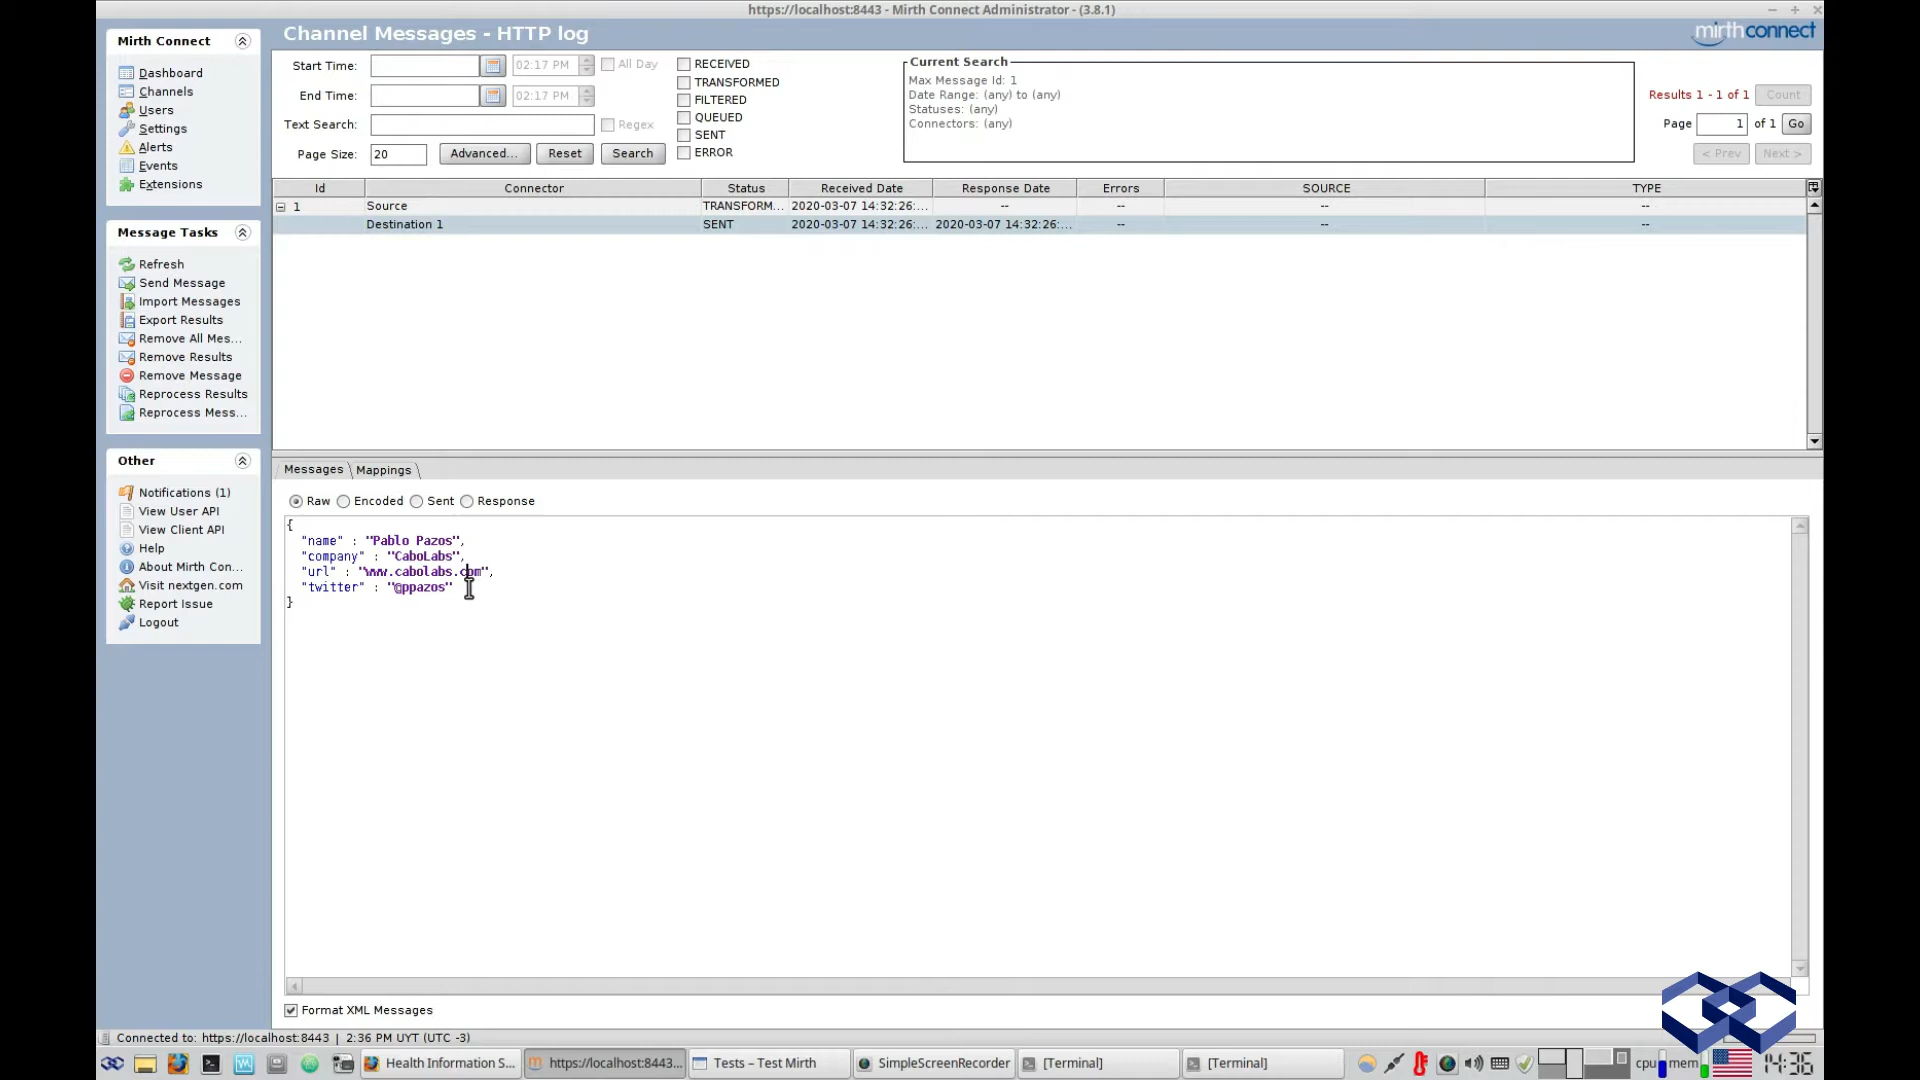 https://localhost:8443 - Mirth Connect Administrator - (3.8.1)
Mirth Connect
Dashboard
Channels
Users
Settings
Alerts
Events
Extensions
Message Tasks
Refresh
Send Message
Import Messages
Export Results
Remove All Mes...
Remove Results
Remove Message
Reprocess Results
Reprocess Mess...
Other
Notifications (1)
View User API
View Client API
Help
About Mirth Con...
Visit nextgen.com
Report Issue
Logout
Channel Messages - HTTP log
mirthconnect
Start Time: 02:17 PM All Day
End Time: 02:17 PM
Text Search: Regex
Page Size: 20 Advanced... Reset Search
RECEIVED
TRANSFORMED
FILTERED
QUEUED
SENT
ERROR
Current Search
Max Message Id: 1
Date Range: (any) to (any)
Statuses: (any)
Connectors: (any)
Results 1 - 1 of 1 Count
Page 1 of 1 Go
< Prev Next >
Id Connector Status Received Date Response Date Errors SOURCE TYPE
1 Source TRANSFORM... 2020-03-07 14:32:26:... -- -- -- --
Destination 1 SENT 2020-03-07 14:32:26:... 2020-03-07 14:32:26:... -- -- --
Messages Mappings
Raw Encoded Sent Response
{
"name" : "Pablo Pazos",
"company" : "CaboLabs",
"url" : "www.cabolabs.com",
"twitter" : "@ppazos"
}
Format XML Messages
Connected to: https://localhost:8443 | 2:36 PM UYT (UTC -3)
Health Information S... https://localhost:8443... Tests – Test Mirth SimpleScreenRecorder [Terminal] [Terminal] cpu mem 14:36